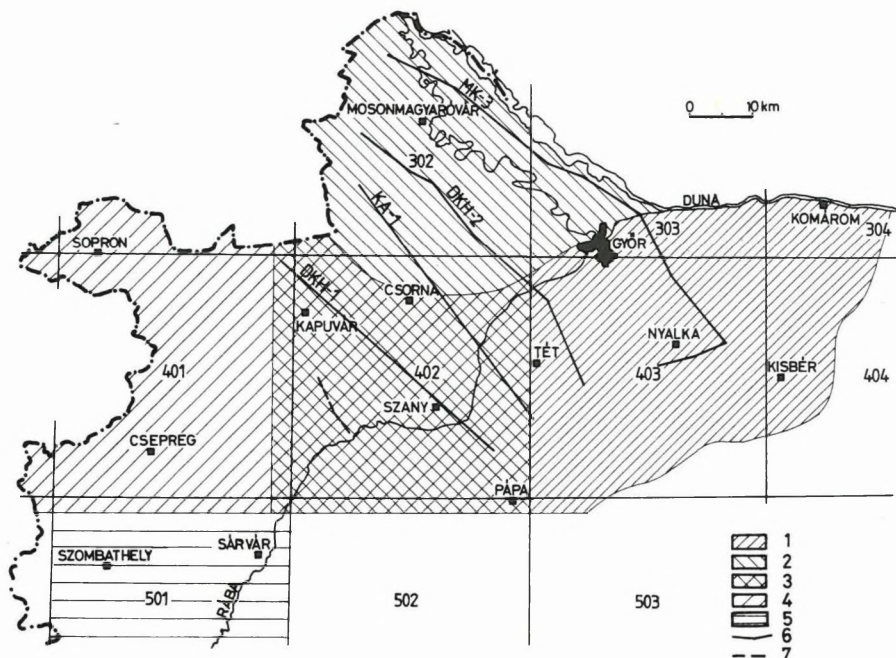 MK-3
0 10 km
MOSONMAGYARÓVÁR
302
DKH-2
KA-1
DUNA
KOMÁROM
SOPRON
GYŐR
303
304
DKH-1
CSORNA
KAPUVÁR
NYALKA
TÉT
401
402
403
KISBÉR
404
SZANY
CSEPREG
PÁPA
SÁRVÁR
SZOMBATHELY
RÁBA
501
502
503
1
2
3
4
5
6
7